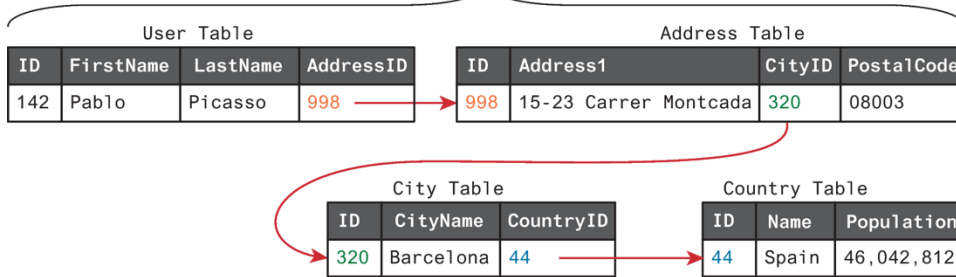 User Table
Address Table
ID FirstName LastName AddressID
ID Address1 CityID PostalCode
142 Pablo Picasso 998
998 15-23 Carrer Montcada 320 08003
City Table
Country Table
ID CityName CountryID
ID Name Population
320 Barcelona 44
44 Spain 46,042,812